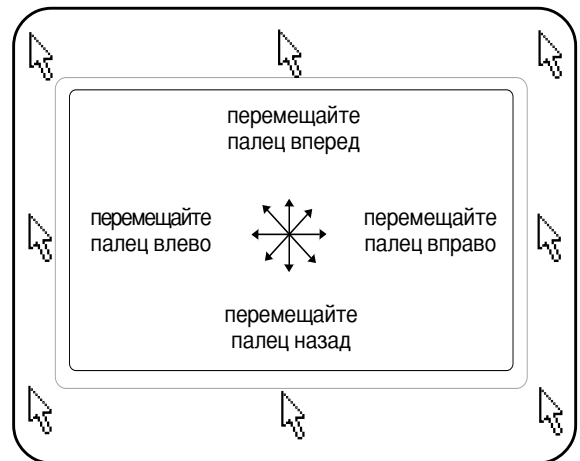 перемещайте
палец вперед
перемещайте
палец влево
перемещайте
палец вправо
перемещайте
палец назад